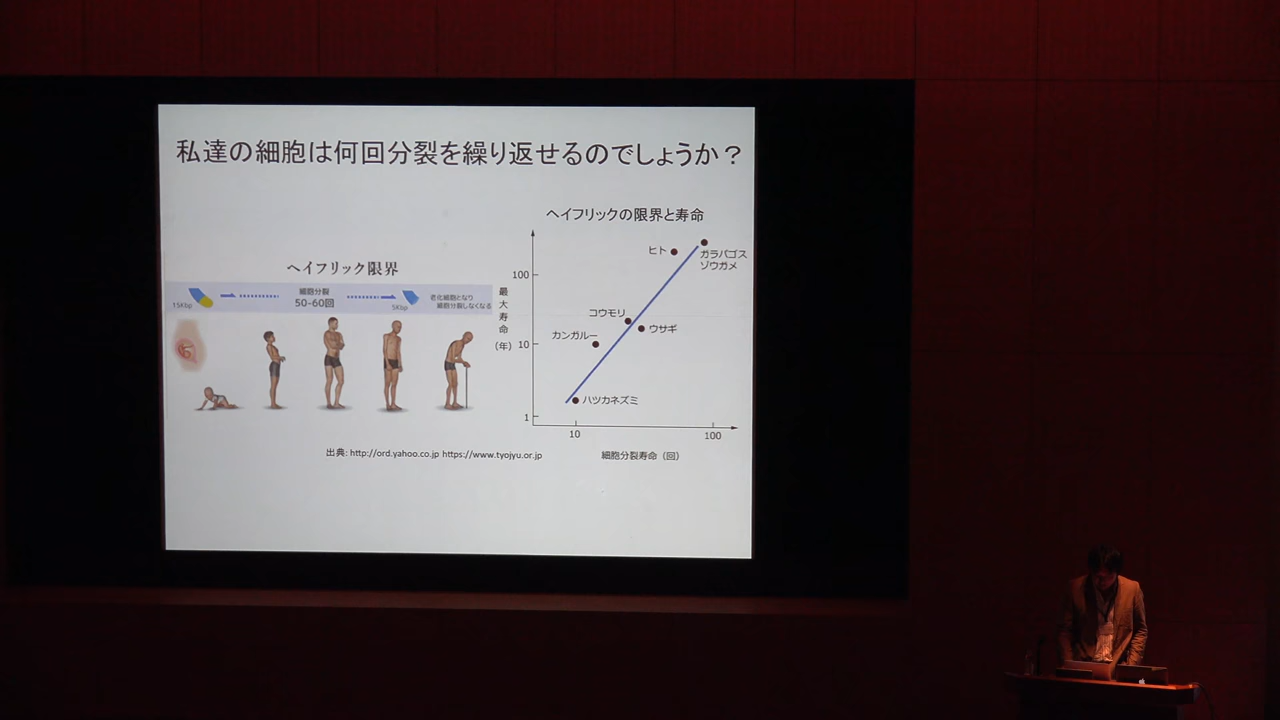 私達の細胞は何回分裂を繰り返せるのでしょうか？
ヘイフリック限界
15Kbp
細胞分裂
50-60回
5Kbp
老化細胞となり
細胞分裂しなくなる
ヘイフリックの限界と寿命
最大寿命（年）
100
10
1
ヒト
ガラパゴス
ゾウガメ
コウモリ
ウサギ
カンガルー
ハツカネズミ
10
100
細胞分裂寿命（回）
出典: http://ord.yahoo.co.jp https://www.tyojyu.or.jp